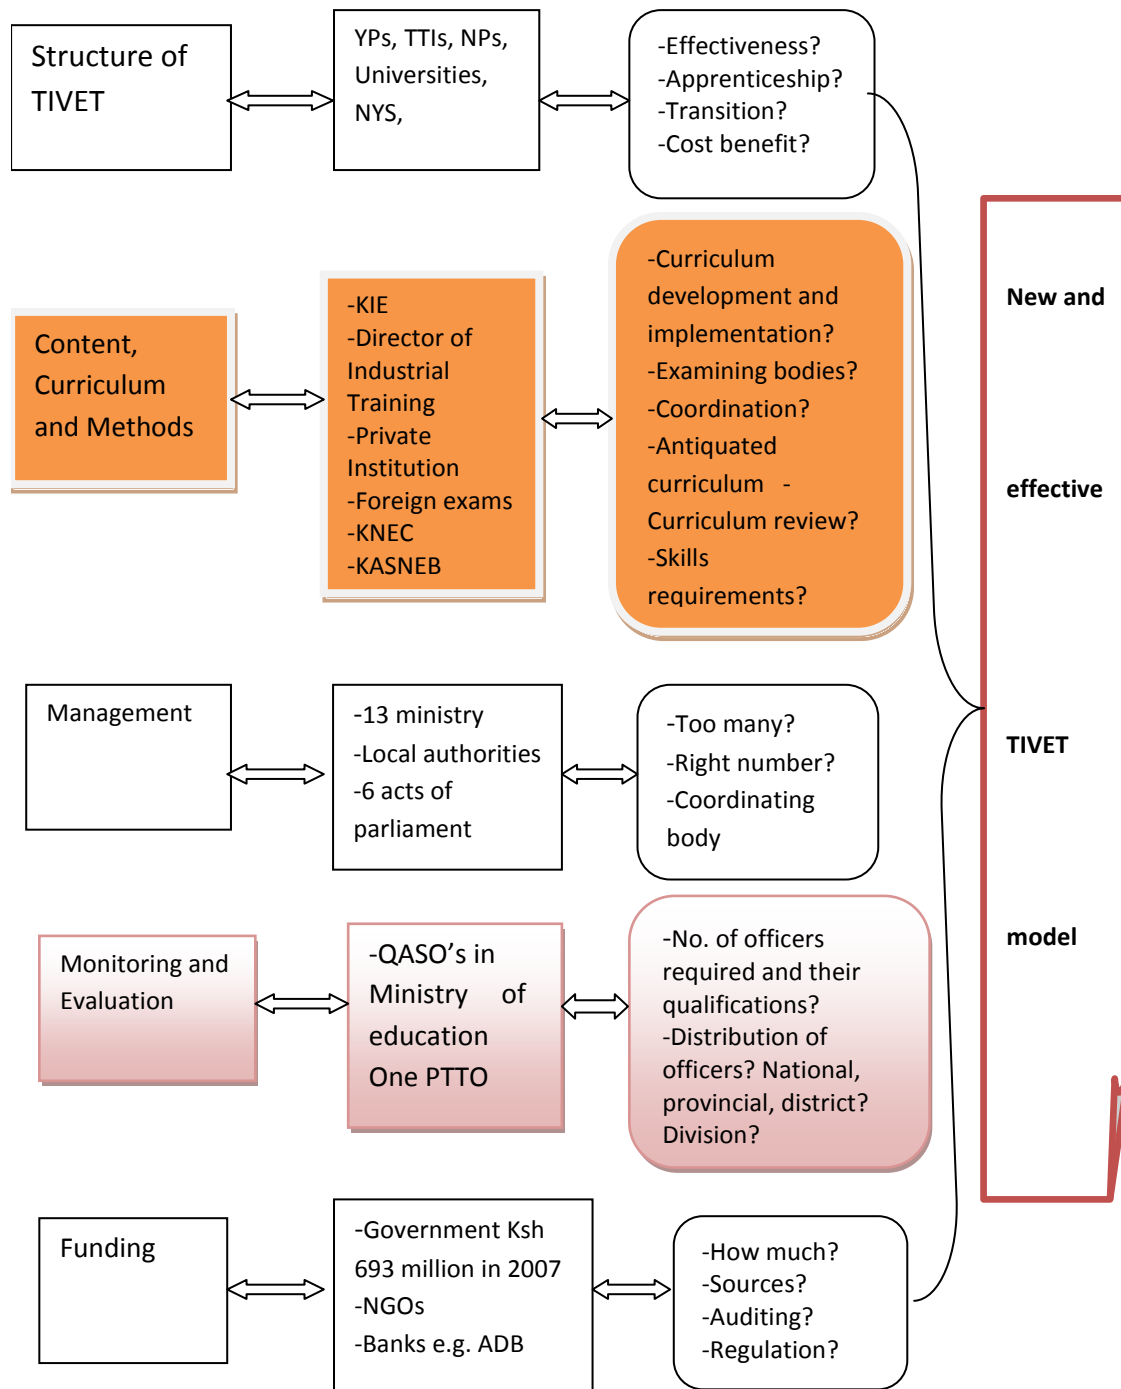 Structure of
TIVET
YPs, TTIs, NPs,
Universities,
NYS,
-Effectiveness?
-Apprenticeship?
-Transition?
-Cost benefit?
Content,
Curriculum
and Methods
-KIE
-Director of
Industrial
Training
-Private
Institution
-Foreign exams
-KNEC
-KASNEB
-Curriculum
development and
implementation?
-Examining bodies?
-Coordination?
-Antiquated
curriculum -
Curriculum review?
-Skills
requirements?
Management
-13 ministry
-Local authorities
-6 acts of
parliament
-Too many?
-Right number?
-Coordinating
body
Monitoring and
Evaluation
-QASO’s in
Ministry of
education
One PTTO
-No. of officers
required and their
qualifications?
-Distribution of
officers? National,
provincial, district?
Division?
Funding
-Government Ksh
693 million in 2007
-NGOs
-Banks e.g. ADB
-How much?
-Sources?
-Auditing?
-Regulation?
New and
effective
TIVET
model